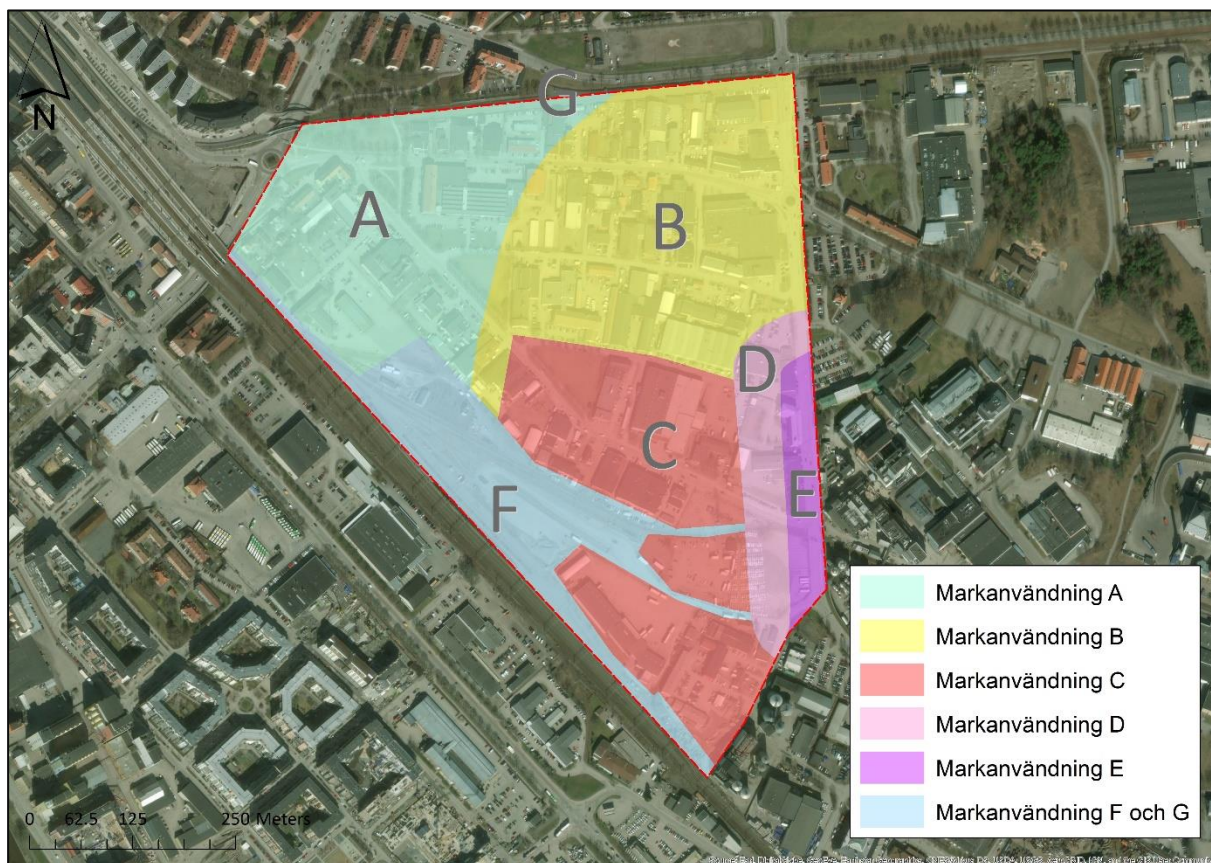 G
N
A
B
D
C
E
F
Markanvändning A
Markanvändning B
Markanvändning C
Markanvändning D
Markanvändning E
Markanvändning F och G
0 62.5 125 250 Meters